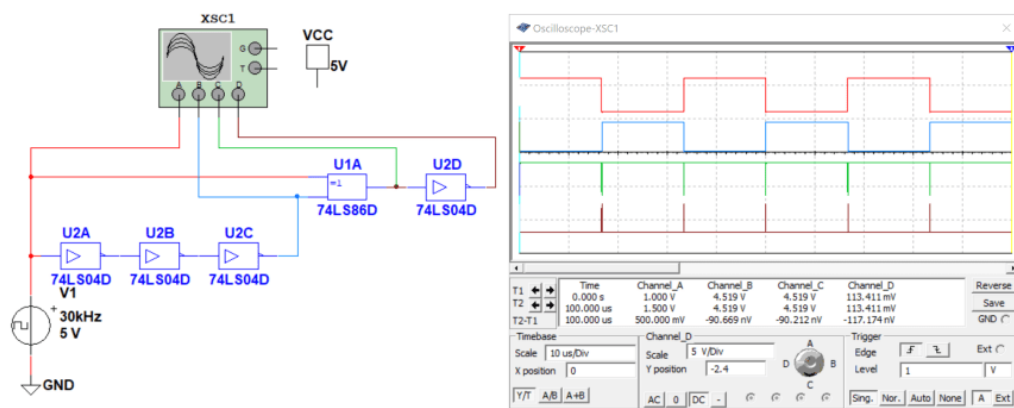 XSC1
VCC
5V
G
T
A B C D
U1A
=1
74LS86D
U2D
74LS04D
U2A U2B U2C
74LS04D 74LS04D 74LS04D
V1
+
30kHz
5 V
GND
Oscilloscope-XSC1
Time Channel_A Channel_B Channel_C Channel_D
T1 0.000 s 1.000 V 4.519 V 4.519 V 113.411 mV
T2 100.000 us 1.500 V 4.519 V 4.519 V 113.411 mV
T2-T1 100.000 us 500.000 mV -90.669 nV -90.212 nV -117.174 nV
Reverse
Save
GND
Timebase
Scale 10 us/Div
X position 0
Y/T A/B A+B
Channel_D
Scale 5 V/Div
Y position -2.4
AC 0 DC -
A
D B
C
Trigger
Edge
Ext
Level 1 V
Sing. Nor. Auto None A Ext